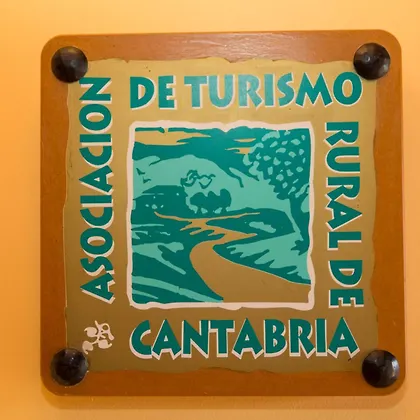 ASOCIACION
DE TURISMO
RURAL DE
CANTABRIA